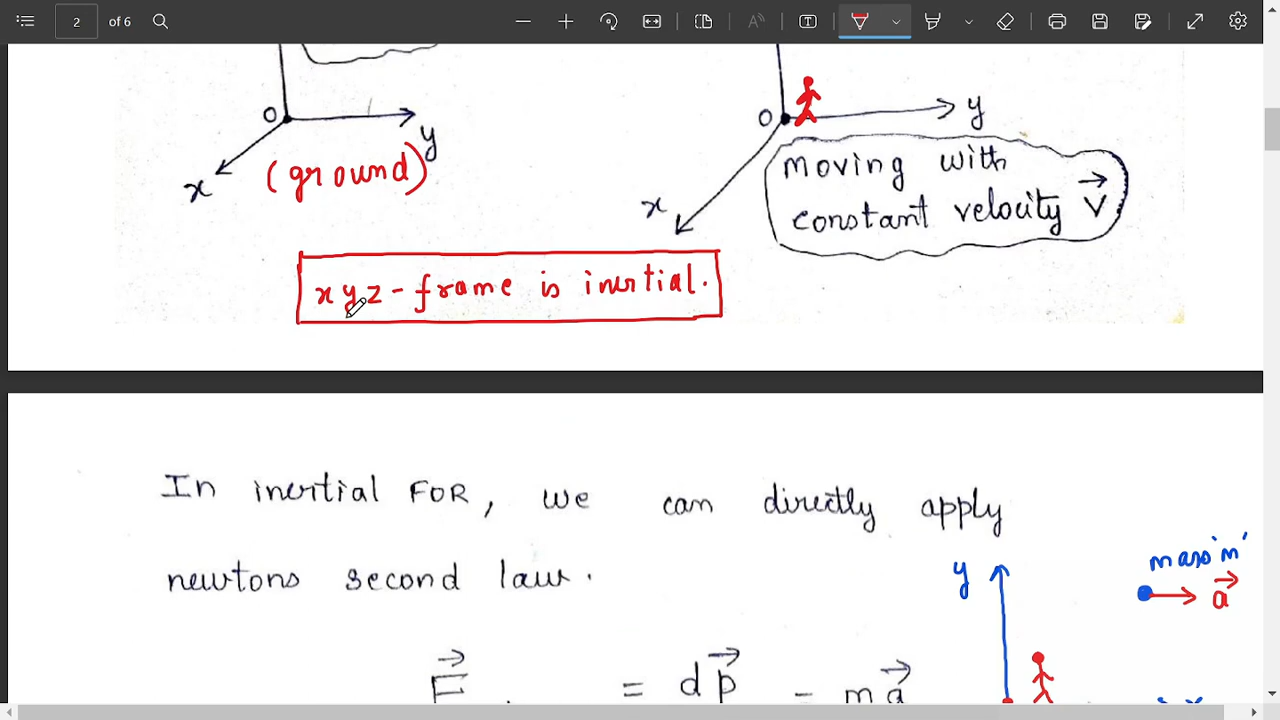 2 of 6
O y
x (ground)
O y
x
moving with
constant velocity v
xyz-frame is inertial.
In inertial FOR, we can directly apply
newtons second law.
y
mass 'm'
a
F = dp = ma